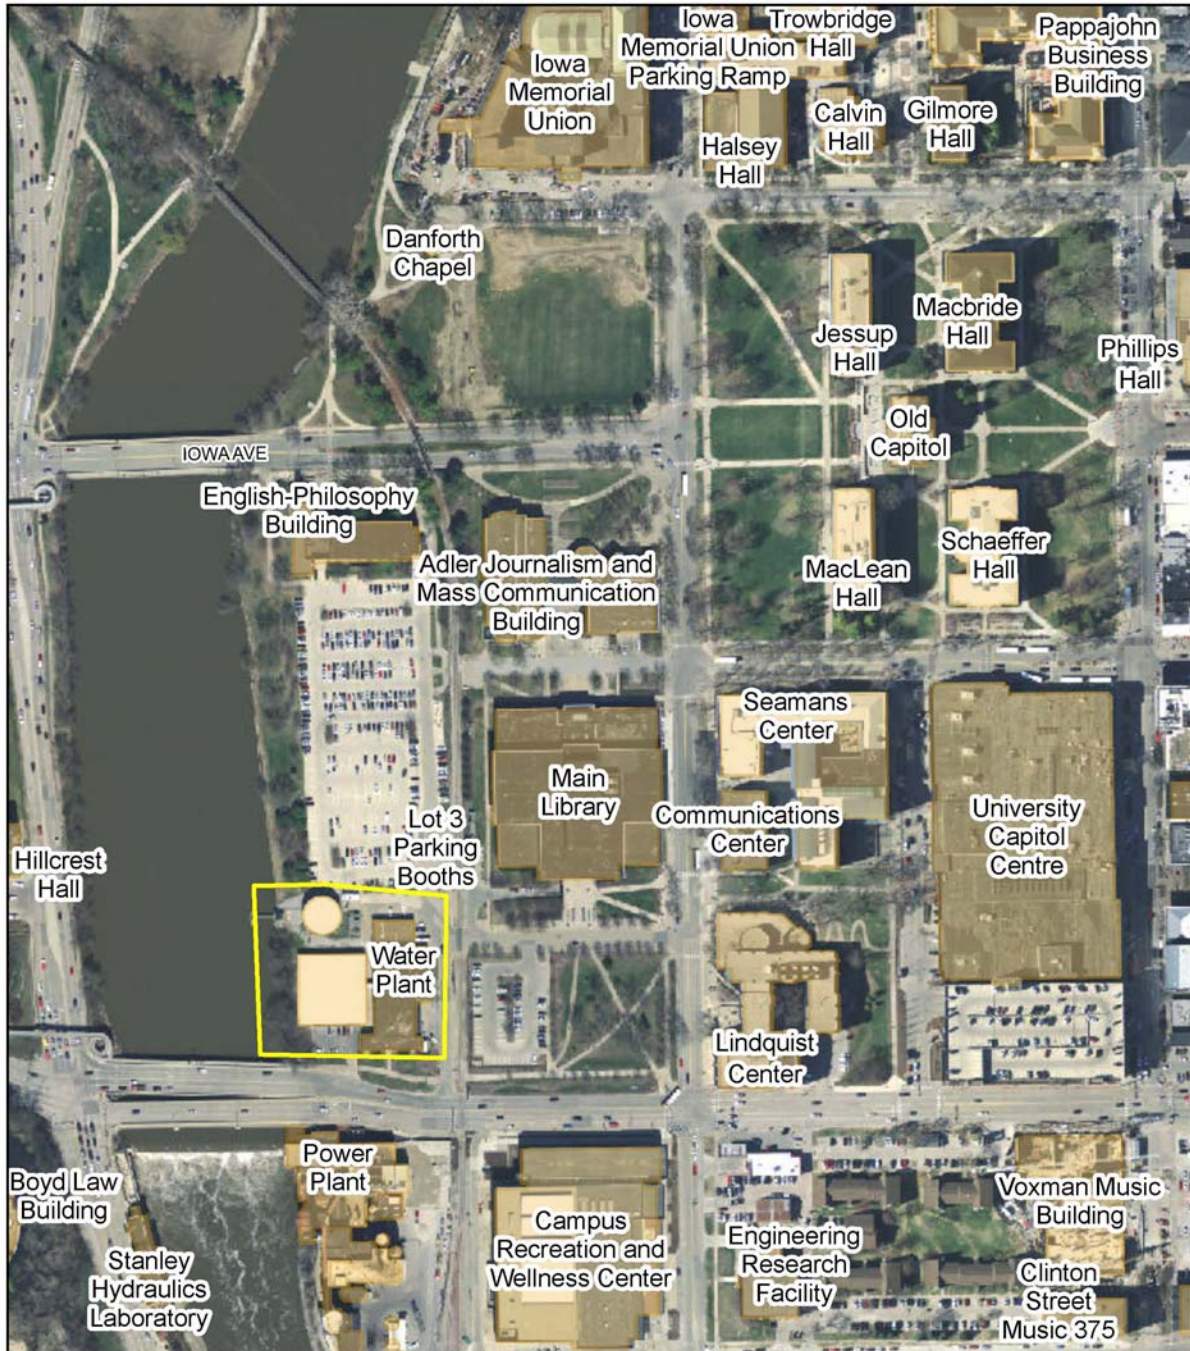 Iowa
Memorial
Union
Iowa
Memorial Union
Parking Ramp
Trowbridge
Hall
Pappajohn
Business
Building
Halsey
Hall
Calvin
Hall
Gilmore
Hall
Danforth
Chapel
Jessup
Hall
Macbride
Hall
Phillips
Hall
Old
Capitol
IOWA AVE
English-Philosophy
Building
Adler Journalism and
Mass Communication
Building
MacLean
Hall
Schaeffer
Hall
Seamans
Center
Main
Library
Communications
Center
University
Capitol
Centre
Lot 3
Parking
Booths
Hillcrest
Hall
Water
Plant
Lindquist
Center
Power
Plant
Boyd Law
Building
Stanley
Hydraulics
Laboratory
Campus
Recreation and
Wellness Center
Engineering
Research
Facility
Voxman Music
Building
Clinton
Street
Music 375